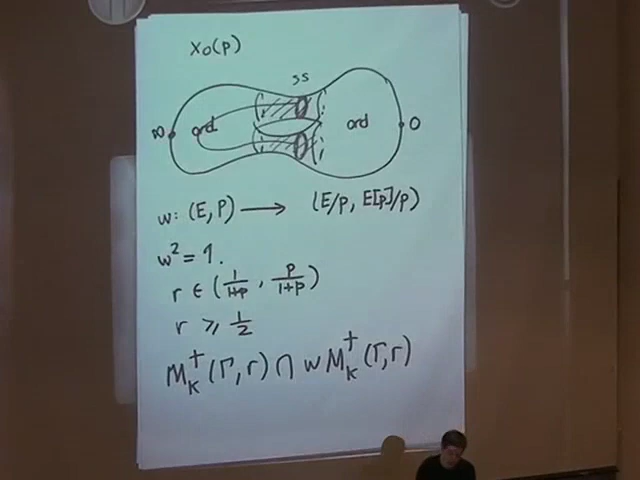 X₀(p)
ss
∞ ord ord 0
w: (E, P) ⟶ (E/p, E[p]/p)
w² = 1.
r ∈ (1/1+p, p/1+p)
r ⩾ 1/2
M_k^†(Γ, r) ∩ w M_k^†(Γ, r)